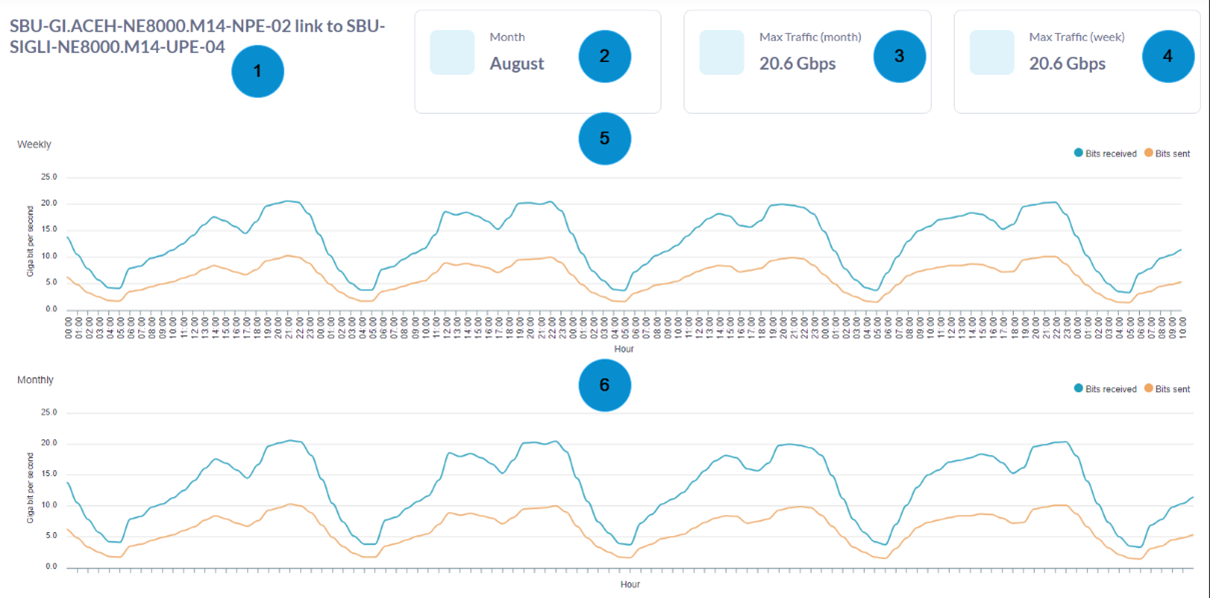 SBU-GI.ACEH-NE8000.M14-NPE-02 link to SBU-
SIGLI-NE8000.M14-UPE-04
1
Month
August
2
Max Traffic (month)
20.6 Gbps
3
Max Traffic (week)
20.6 Gbps
4
5
Weekly
Bits received Bits sent
Giga bit per second
25.0
20.0
15.0
10.0
5.0
0.0
00:00 01:00 02:00 03:00 04:00 05:00 06:00 07:00 08:00 09:00 10:00 11:00 12:00 13:00 14:00 15:00 16:00 17:00 18:00 19:00 20:00 21:00 22:00 23:00 00:00 01:00 02:00 03:00 04:00 05:00 06:00 07:00 08:00 09:00 10:00 11:00 12:00 13:00 14:00 15:00 16:00 17:00 18:00 19:00 20:00 21:00 22:00 23:00 00:00 01:00 02:00 03:00 04:00 05:00 06:00 07:00 08:00 09:00 10:00 11:00 12:00 13:00 14:00 15:00 16:00 17:00 18:00 19:00 20:00 21:00 22:00 23:00 00:00 01:00 02:00 03:00 04:00 05:00 06:00 07:00 08:00 09:00 10:00 11:00 12:00 13:00 14:00 15:00 16:00 17:00 18:00 19:00 20:00 21:00 22:00 23:00 00:00 01:00 02:00 03:00 04:00 05:00 06:00 07:00 08:00 09:00 10:00
Hour
6
Monthly
Bits received Bits sent
Giga bit per second
25.0
20.0
15.0
10.0
5.0
0.0
Hour